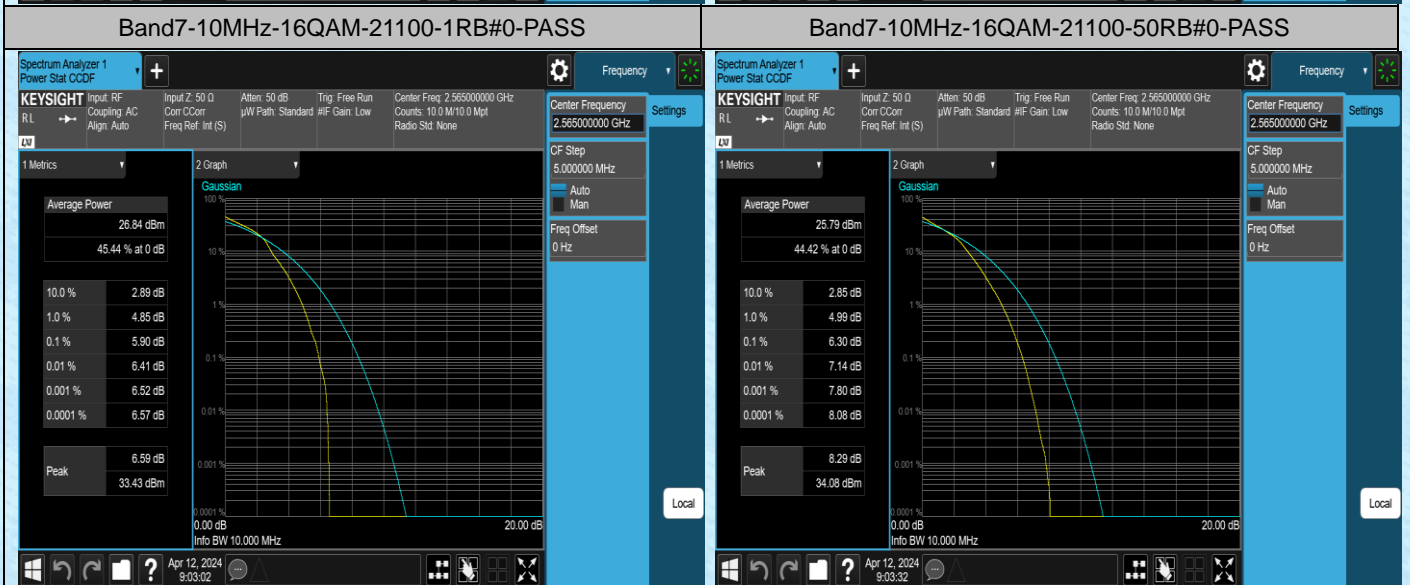 Band7-10MHz-16QAM-21100-1RB#0-PASS
Spectrum Analyzer 1
Power Stat CCDF
Frequency
KEYSIGHT
R L
LXI
Input: RF
Coupling: AC
Align: Auto
Input Z: 50 Ω
Corr CCorr
Freq Ref: Int (S)
Atten: 50 dB
µW Path: Standard
Trig: Free Run
#IF Gain: Low
Center Freq: 2.565000000 GHz
Counts: 10.0 M/10.0 Mpt
Radio Std: None
Center Frequency
2.565000000 GHz
Settings
CF Step
5.000000 MHz
Auto
Man
Freq Offset
0 Hz
Local
1 Metrics
Average Power
26.84 dBm
45.44 % at 0 dB
10.0 % 2.89 dB
1.0 % 4.85 dB
0.1 % 5.90 dB
0.01 % 6.41 dB
0.001 % 6.52 dB
0.0001 % 6.57 dB
Peak
6.59 dB
33.43 dBm
2 Graph
Gaussian
100 %
10 %
1 %
0.1 %
0.01 %
0.001 %
0.0001 %
0.00 dB 20.00 dB
Info BW 10.000 MHz
?
Apr 12, 2024
9:03:02
Band7-10MHz-16QAM-21100-50RB#0-PASS
Spectrum Analyzer 1
Power Stat CCDF
Frequency
KEYSIGHT
R L
LXI
Input: RF
Coupling: AC
Align: Auto
Input Z: 50 Ω
Corr CCorr
Freq Ref: Int (S)
Atten: 50 dB
µW Path: Standard
Trig: Free Run
#IF Gain: Low
Center Freq: 2.565000000 GHz
Counts: 10.0 M/10.0 Mpt
Radio Std: None
Center Frequency
2.565000000 GHz
Settings
CF Step
5.000000 MHz
Auto
Man
Freq Offset
0 Hz
Local
1 Metrics
Average Power
25.79 dBm
44.42 % at 0 dB
10.0 % 2.85 dB
1.0 % 4.99 dB
0.1 % 6.30 dB
0.01 % 7.14 dB
0.001 % 7.80 dB
0.0001 % 8.08 dB
Peak
8.29 dB
34.08 dBm
2 Graph
Gaussian
100 %
10 %
1 %
0.1 %
0.01 %
0.001 %
0.0001 %
0.00 dB 20.00 dB
Info BW 10.000 MHz
?
Apr 12, 2024
9:03:32